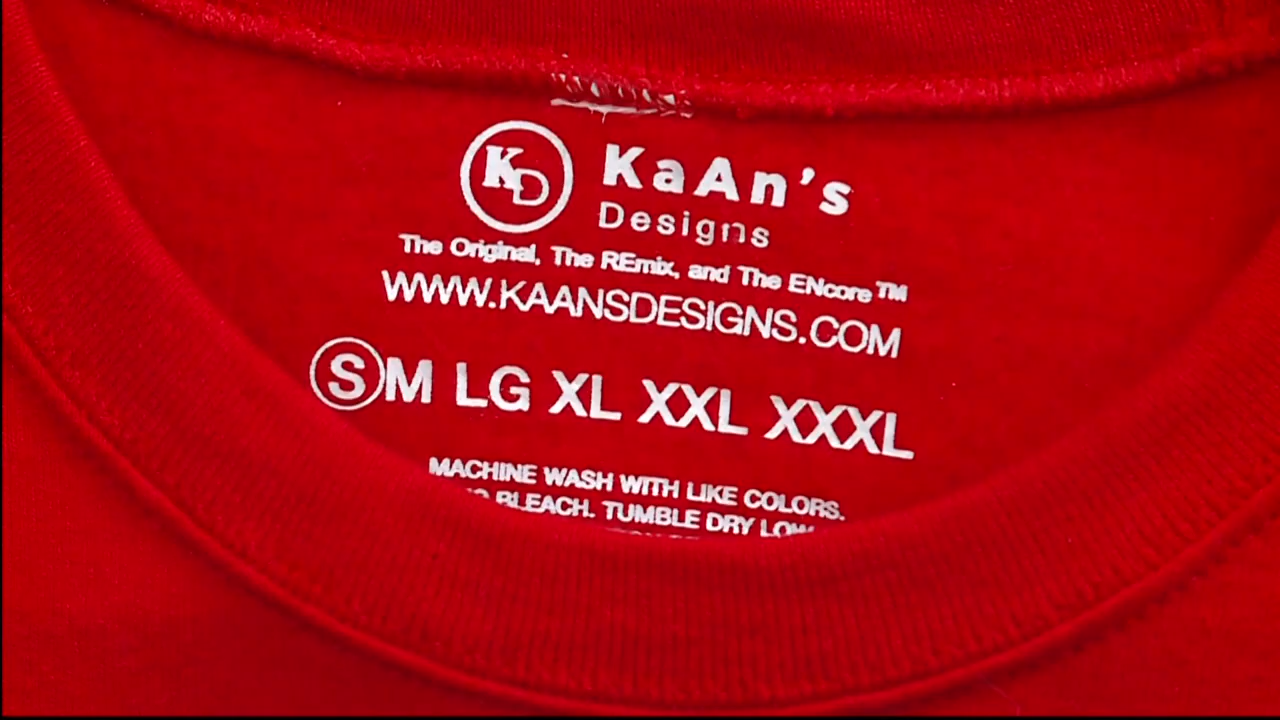 KD
KaAn's
Designs
The Original, The REmix, and The ENcore™
WWW.KAANSDESIGNS.COM
S M LG XL XXL XXXL
MACHINE WASH WITH LIKE COLORS.
BLEACH. TUMBLE DRY LOW